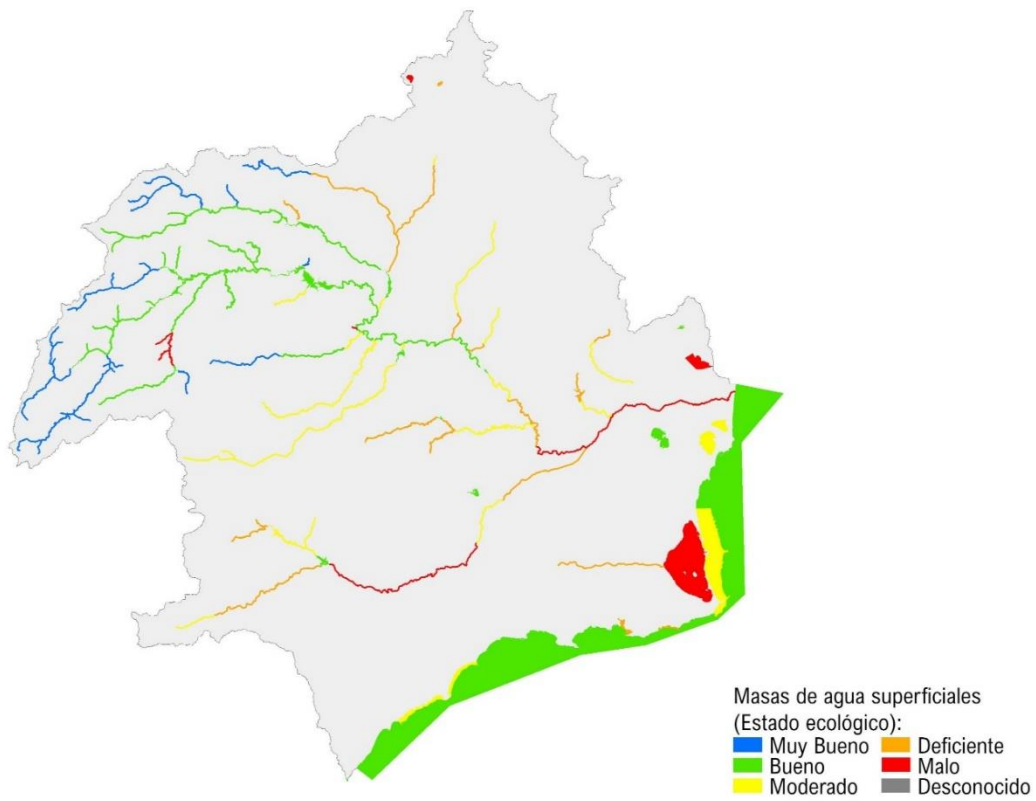 Masas de agua superficiales
(Estado ecológico):
Muy Bueno Deficiente
Bueno Malo
Moderado Desconocido